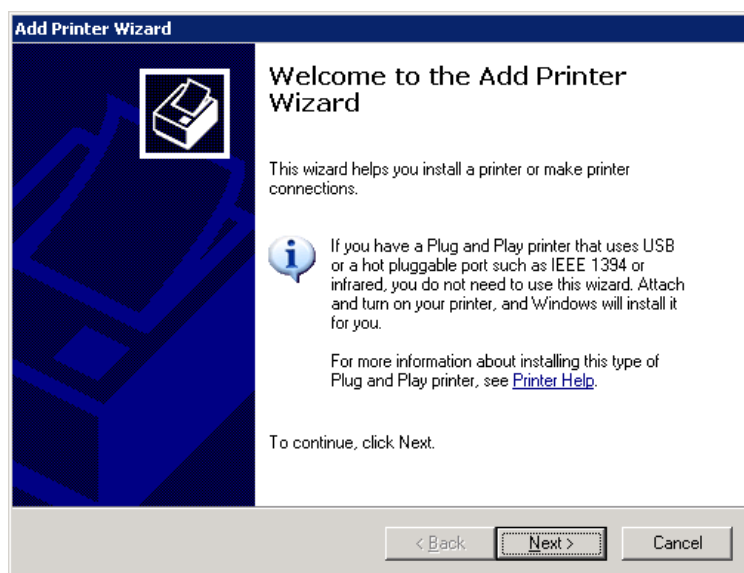 Add Printer Wizard
Welcome to the Add Printer
Wizard
This wizard helps you install a printer or make printer
connections.
If you have a Plug and Play printer that uses USB
or a hot pluggable port such as IEEE 1394 or
infrared, you do not need to use this wizard. Attach
and turn on your printer, and Windows will install it
for you.
For more information about installing this type of
Plug and Play printer, see Printer Help.
To continue, click Next.
< Back
Next >
Cancel